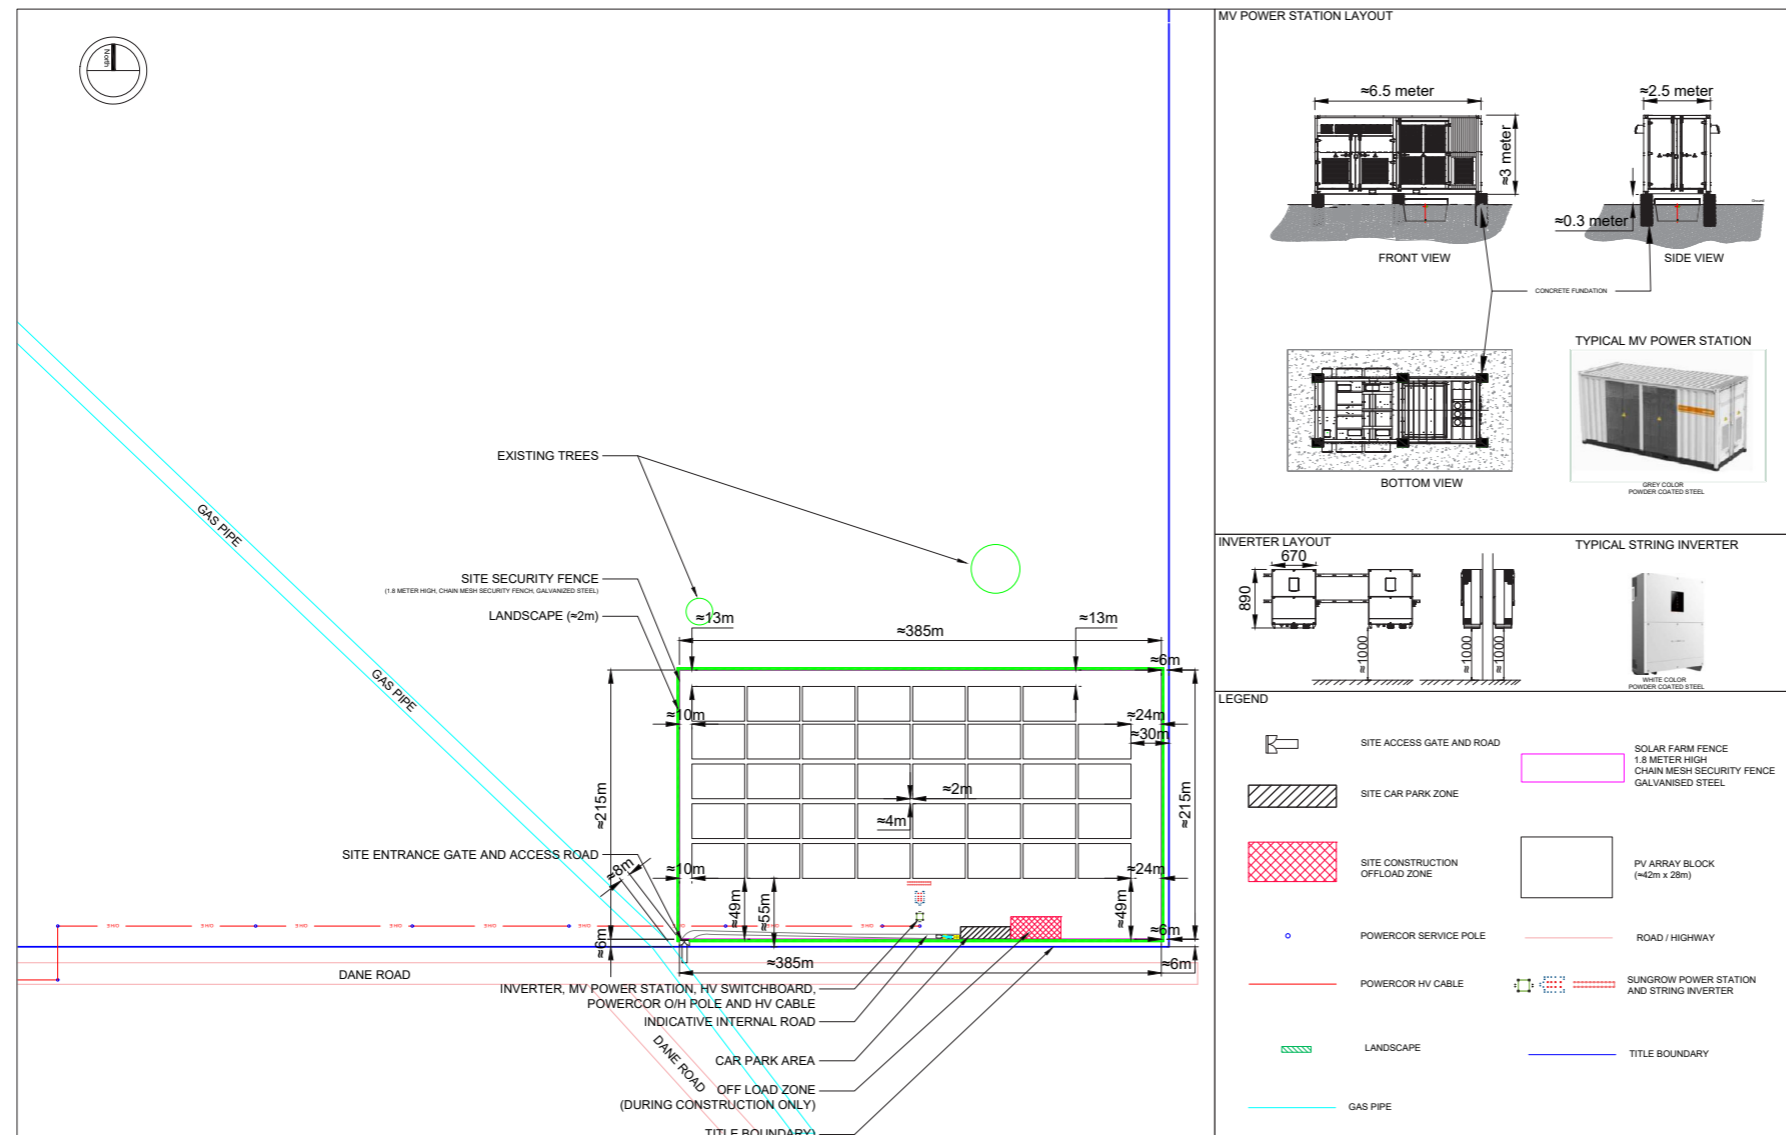 North
MV POWER STATION LAYOUT
≈6.5 meter
≈3 meter
≈2.5 meter
≈0.3 meter
Ground
FRONT VIEW
SIDE VIEW
CONCRETE FUNDATION
TYPICAL MV POWER STATION
BOTTOM VIEW
GREY COLOR
POWDER COATED STEEL
INVERTER LAYOUT
670
890
≈1000
≈1000
≈1000
TYPICAL STRING INVERTER
WHITE COLOR
POWDER COATED STEEL
EXISTING TREES
GAS PIPE
GAS PIPE
SITE SECURITY FENCE
(1.8 METER HIGH, CHAIN MESH SECURITY FENCH, GALVANIZED STEEL)
LANDSCAPE (≈2m)
≈13m
≈385m
≈13m
≈6m
≈10m
≈24m
≈30m
≈215m
≈2m
≈4m
≈215m
SITE ENTRANCE GATE AND ACCESS ROAD
≈8m
≈10m
≈24m
≈49m
≈55m
≈49m
≈6m
≈6m
≈385m
≈6m
DANE ROAD
INVERTER, MV POWER STATION, HV SWITCHBOARD,
POWERCOR O/H POLE AND HV CABLE
INDICATIVE INTERNAL ROAD
DANE ROAD
CAR PARK AREA
OFF LOAD ZONE
(DURING CONSTRUCTION ONLY)
TITLE BOUNDARY)
LEGEND
SITE ACCESS GATE AND ROAD
SOLAR FARM FENCE
1.8 METER HIGH
CHAIN MESH SECURITY FENCE
GALVANISED STEEL
SITE CAR PARK ZONE
SITE CONSTRUCTION
OFFLOAD ZONE
PV ARRAY BLOCK
(≈42m x 28m)
POWERCOR SERVICE POLE
ROAD / HIGHWAY
POWERCOR HV CABLE
SUNGROW POWER STATION
AND STRING INVERTER
LANDSCAPE
TITLE BOUNDARY
GAS PIPE